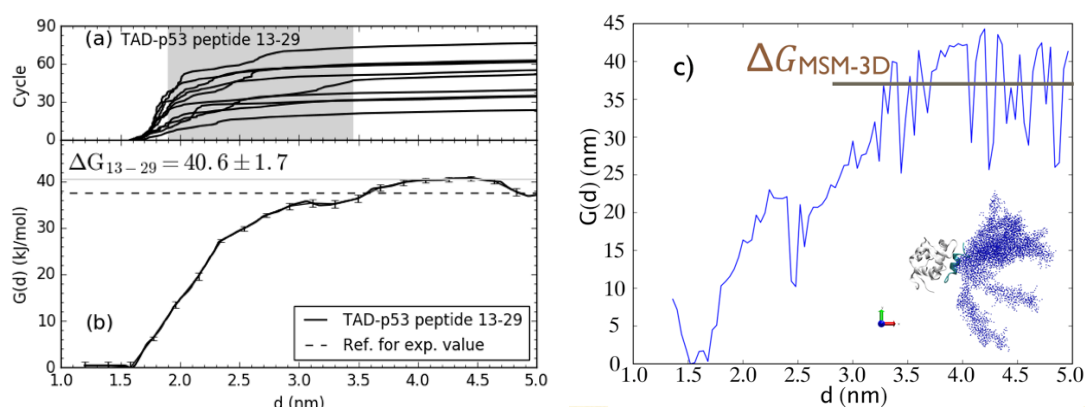 (a) TAD-p53 peptide 13-29
Cycle
90
60
30
0
ΔG13−29 = 40.6 ± 1.7
G(d) (kJ/mol)
40
30
20
10
0
(b)
TAD-p53 peptide 13-29
Ref. for exp. value
1.0 1.5 2.0 2.5 3.0 3.5 4.0 4.5 5.0
d (nm)
c)
ΔGMSM-3D
G(d) (nm)
45
40
35
30
25
20
15
10
5
0
1.0 1.5 2.0 2.5 3.0 3.5 4.0 4.5 5.0
d (nm)